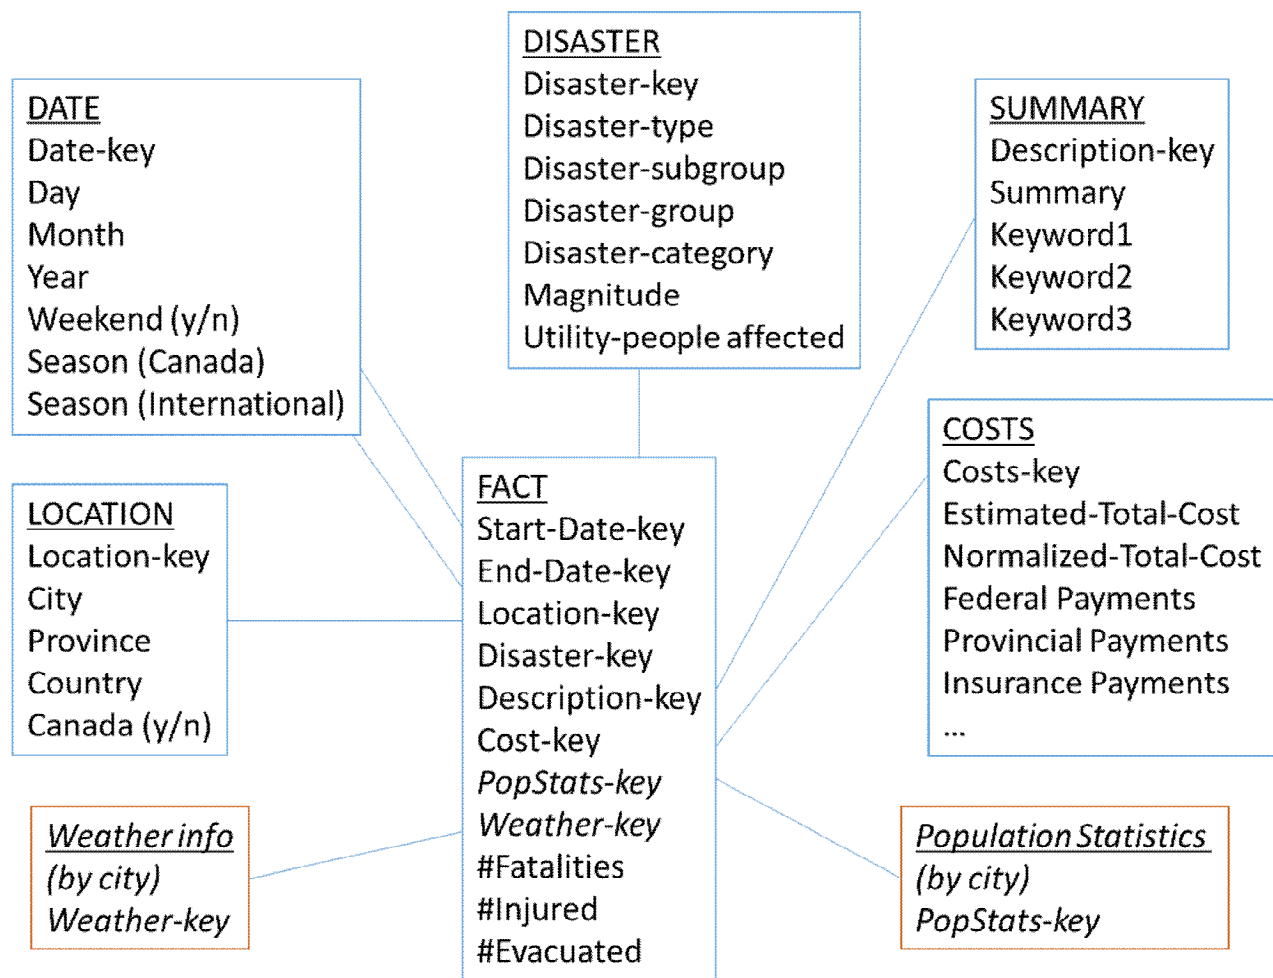 DISASTER
Disaster-key
Disaster-type
Disaster-subgroup
Disaster-group
Disaster-category
Magnitude
Utility-people affected
DATE
Date-key
Day
Month
Year
Weekend (y/n)
Season (Canada)
Season (International)
SUMMARY
Description-key
Summary
Keyword1
Keyword2
Keyword3
COSTS
Costs-key
Estimated-Total-Cost
Normalized-Total-Cost
Federal Payments
Provincial Payments
Insurance Payments
...
FACT
Start-Date-key
End-Date-key
Location-key
Disaster-key
Description-key
Cost-key
PopStats-key
Weather-key
#Fatalities
#Injured
#Evacuated
LOCATION
Location-key
City
Province
Country
Canada (y/n)
Weather info
(by city)
Weather-key
Population Statistics
(by city)
PopStats-key